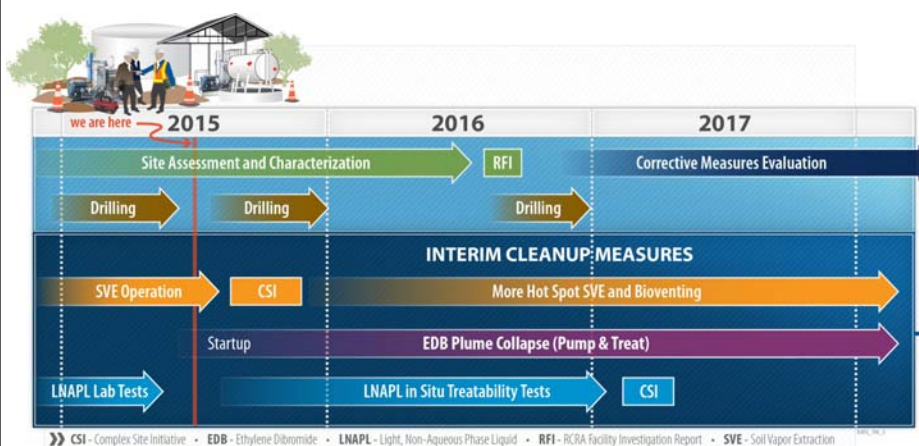 2015 2016 2017
we are here
Site Assessment and Characterization RFI Corrective Measures Evaluation
Drilling Drilling Drilling
INTERIM CLEANUP MEASURES
SVE Operation CSI More Hot Spot SVE and Bioventing
Startup EDB Plume Collapse (Pump & Treat)
LNAPL Lab Tests LNAPL in Situ Treatability Tests CSI
CSI - Complex Site Initiative • EDB - Ethylene Dibromide • LNAPL - Light, Non-Aqueous Phase Liquid • RFI - RCRA Facility Investigation Report • SVE - Soil Vapor Extraction